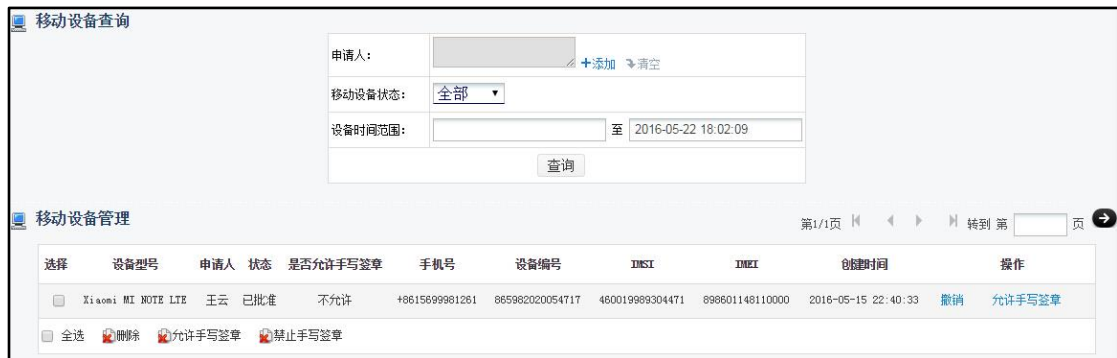 移动设备查询
申请人：
+添加 清空
移动设备状态： 全部
设备时间范围： 至 2016-05-22 18:02:09
查询
移动设备管理 第1/1页 转到 第 页
选择 设备型号 申请人 状态 是否允许手写签章 手机号 设备编号 IMSI IMEI 创建时间 操作
Xiaomi MI NOTE LTE 王云 已批准 不允许 +8615699981261 865982020054717 460019989304471 898601148110000 2016-05-15 22:40:33 撤销 允许手写签章
全选 删除 允许手写签章 禁止手写签章